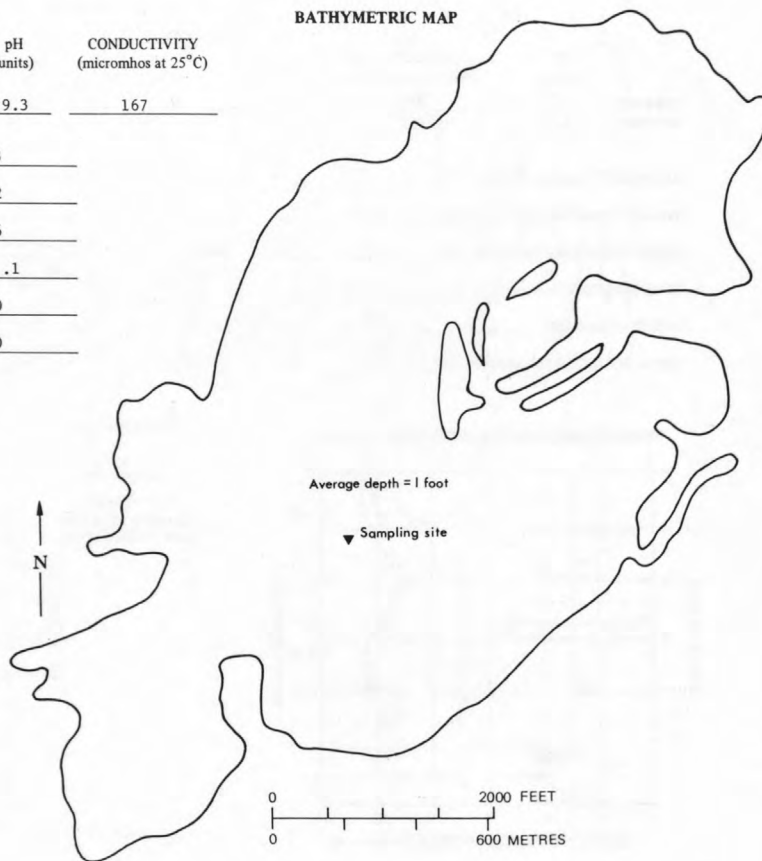 BATHYMETRIC MAP
pH CONDUCTIVITY
(micromhos at 25°C)
9.3 167
.1
Average depth = 1 foot
Sampling site
N
0 2000 FEET
0 600 METRES